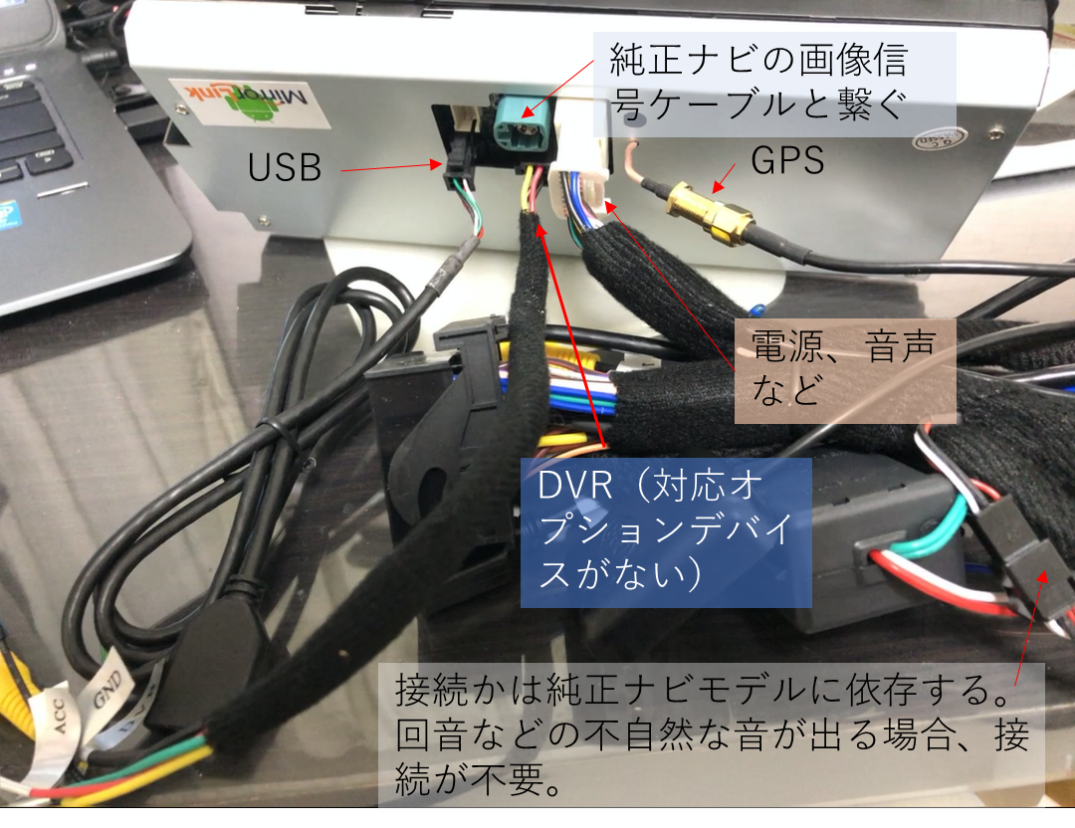 純正ナビの画像信
号ケーブルと繋ぐ
MirrorLink
USB
GPS
電源、音声
など
DVR（対応オ
プションデバイ
スがない）
接続かは純正ナビモデルに依存する。
回音などの不自然な音が出る場合、接
続が不要。
ACC
GND